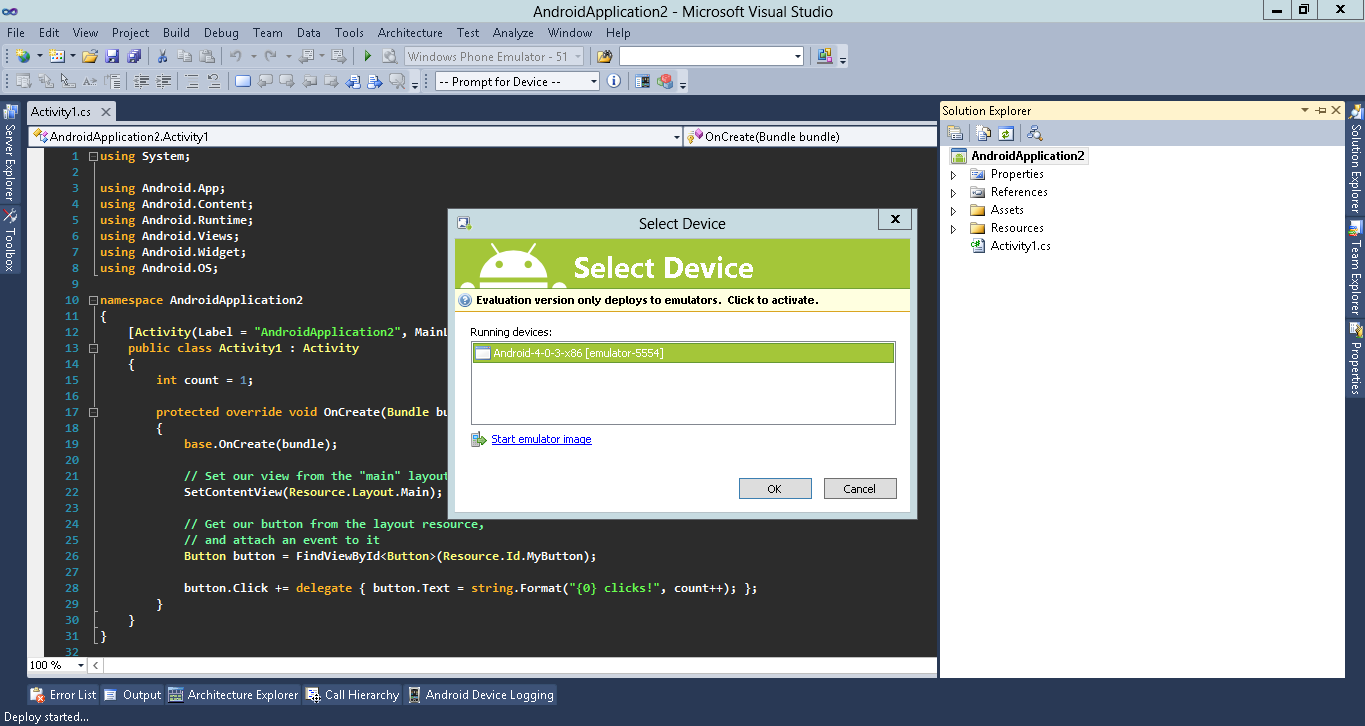 AndroidApplication2 - Microsoft Visual Studio
File Edit View Project Build Debug Team Data Tools Architecture Test Analyze Window Help
Windows Phone Emulator - 51
-- Prompt for Device --
Server Explorer
Toolbox
Activity1.cs
AndroidApplication2.Activity1
OnCreate(Bundle bundle)
1 using System;
2
3 using Android.App;
4 using Android.Content;
5 using Android.Runtime;
6 using Android.Views;
7 using Android.Widget;
8 using Android.OS;
9
10 namespace AndroidApplication2
11 {
12 [Activity(Label = "AndroidApplication2", MainL
13 public class Activity1 : Activity
14 {
15 int count = 1;
16
17 protected override void OnCreate(Bundle bu
18 {
19 base.OnCreate(bundle);
20
21 // Set our view from the "main" layout
22 SetContentView(Resource.Layout.Main);
23
24 // Get our button from the layout resource,
25 // and attach an event to it
26 Button button = FindViewById<Button>(Resource.Id.MyButton);
27
28 button.Click += delegate { button.Text = string.Format("{0} clicks!", count++); };
29 }
30 }
31 }
32
100 %
Select Device
Select Device
Evaluation version only deploys to emulators. Click to activate.
Running devices:
Android-4-0-3-x86 [emulator-5554]
Start emulator image
OK Cancel
Solution Explorer
AndroidApplication2
Properties
References
Assets
Resources
Activity1.cs
Solution Explorer
Team Explorer
Properties
Error List Output Architecture Explorer Call Hierarchy Android Device Logging
Deploy started...